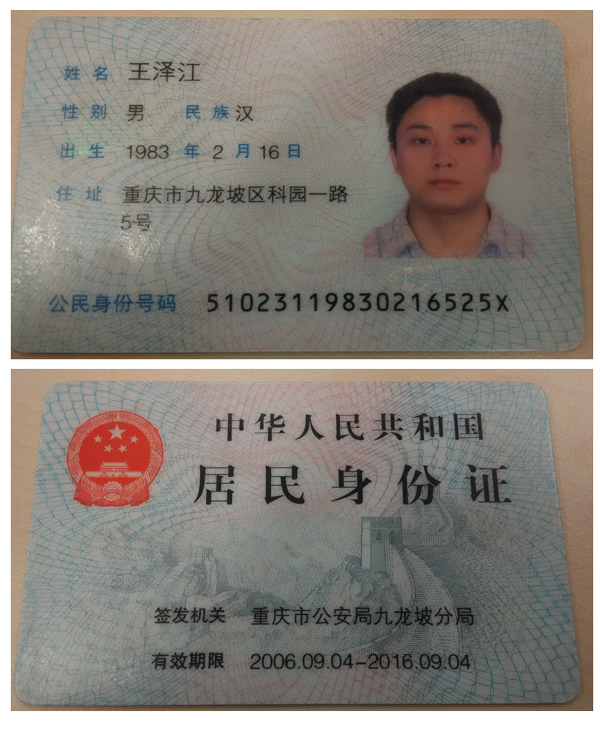 姓名 王泽江
性别 男 民族 汉
出生 1983 年 2 月 16 日
住址 重庆市九龙坡区科园一路
5号
公民身份号码 51023119830216525X
中华人民共和国
居民身份证
签发机关 重庆市公安局九龙坡分局
有效期限 2006.09.04-2016.09.04